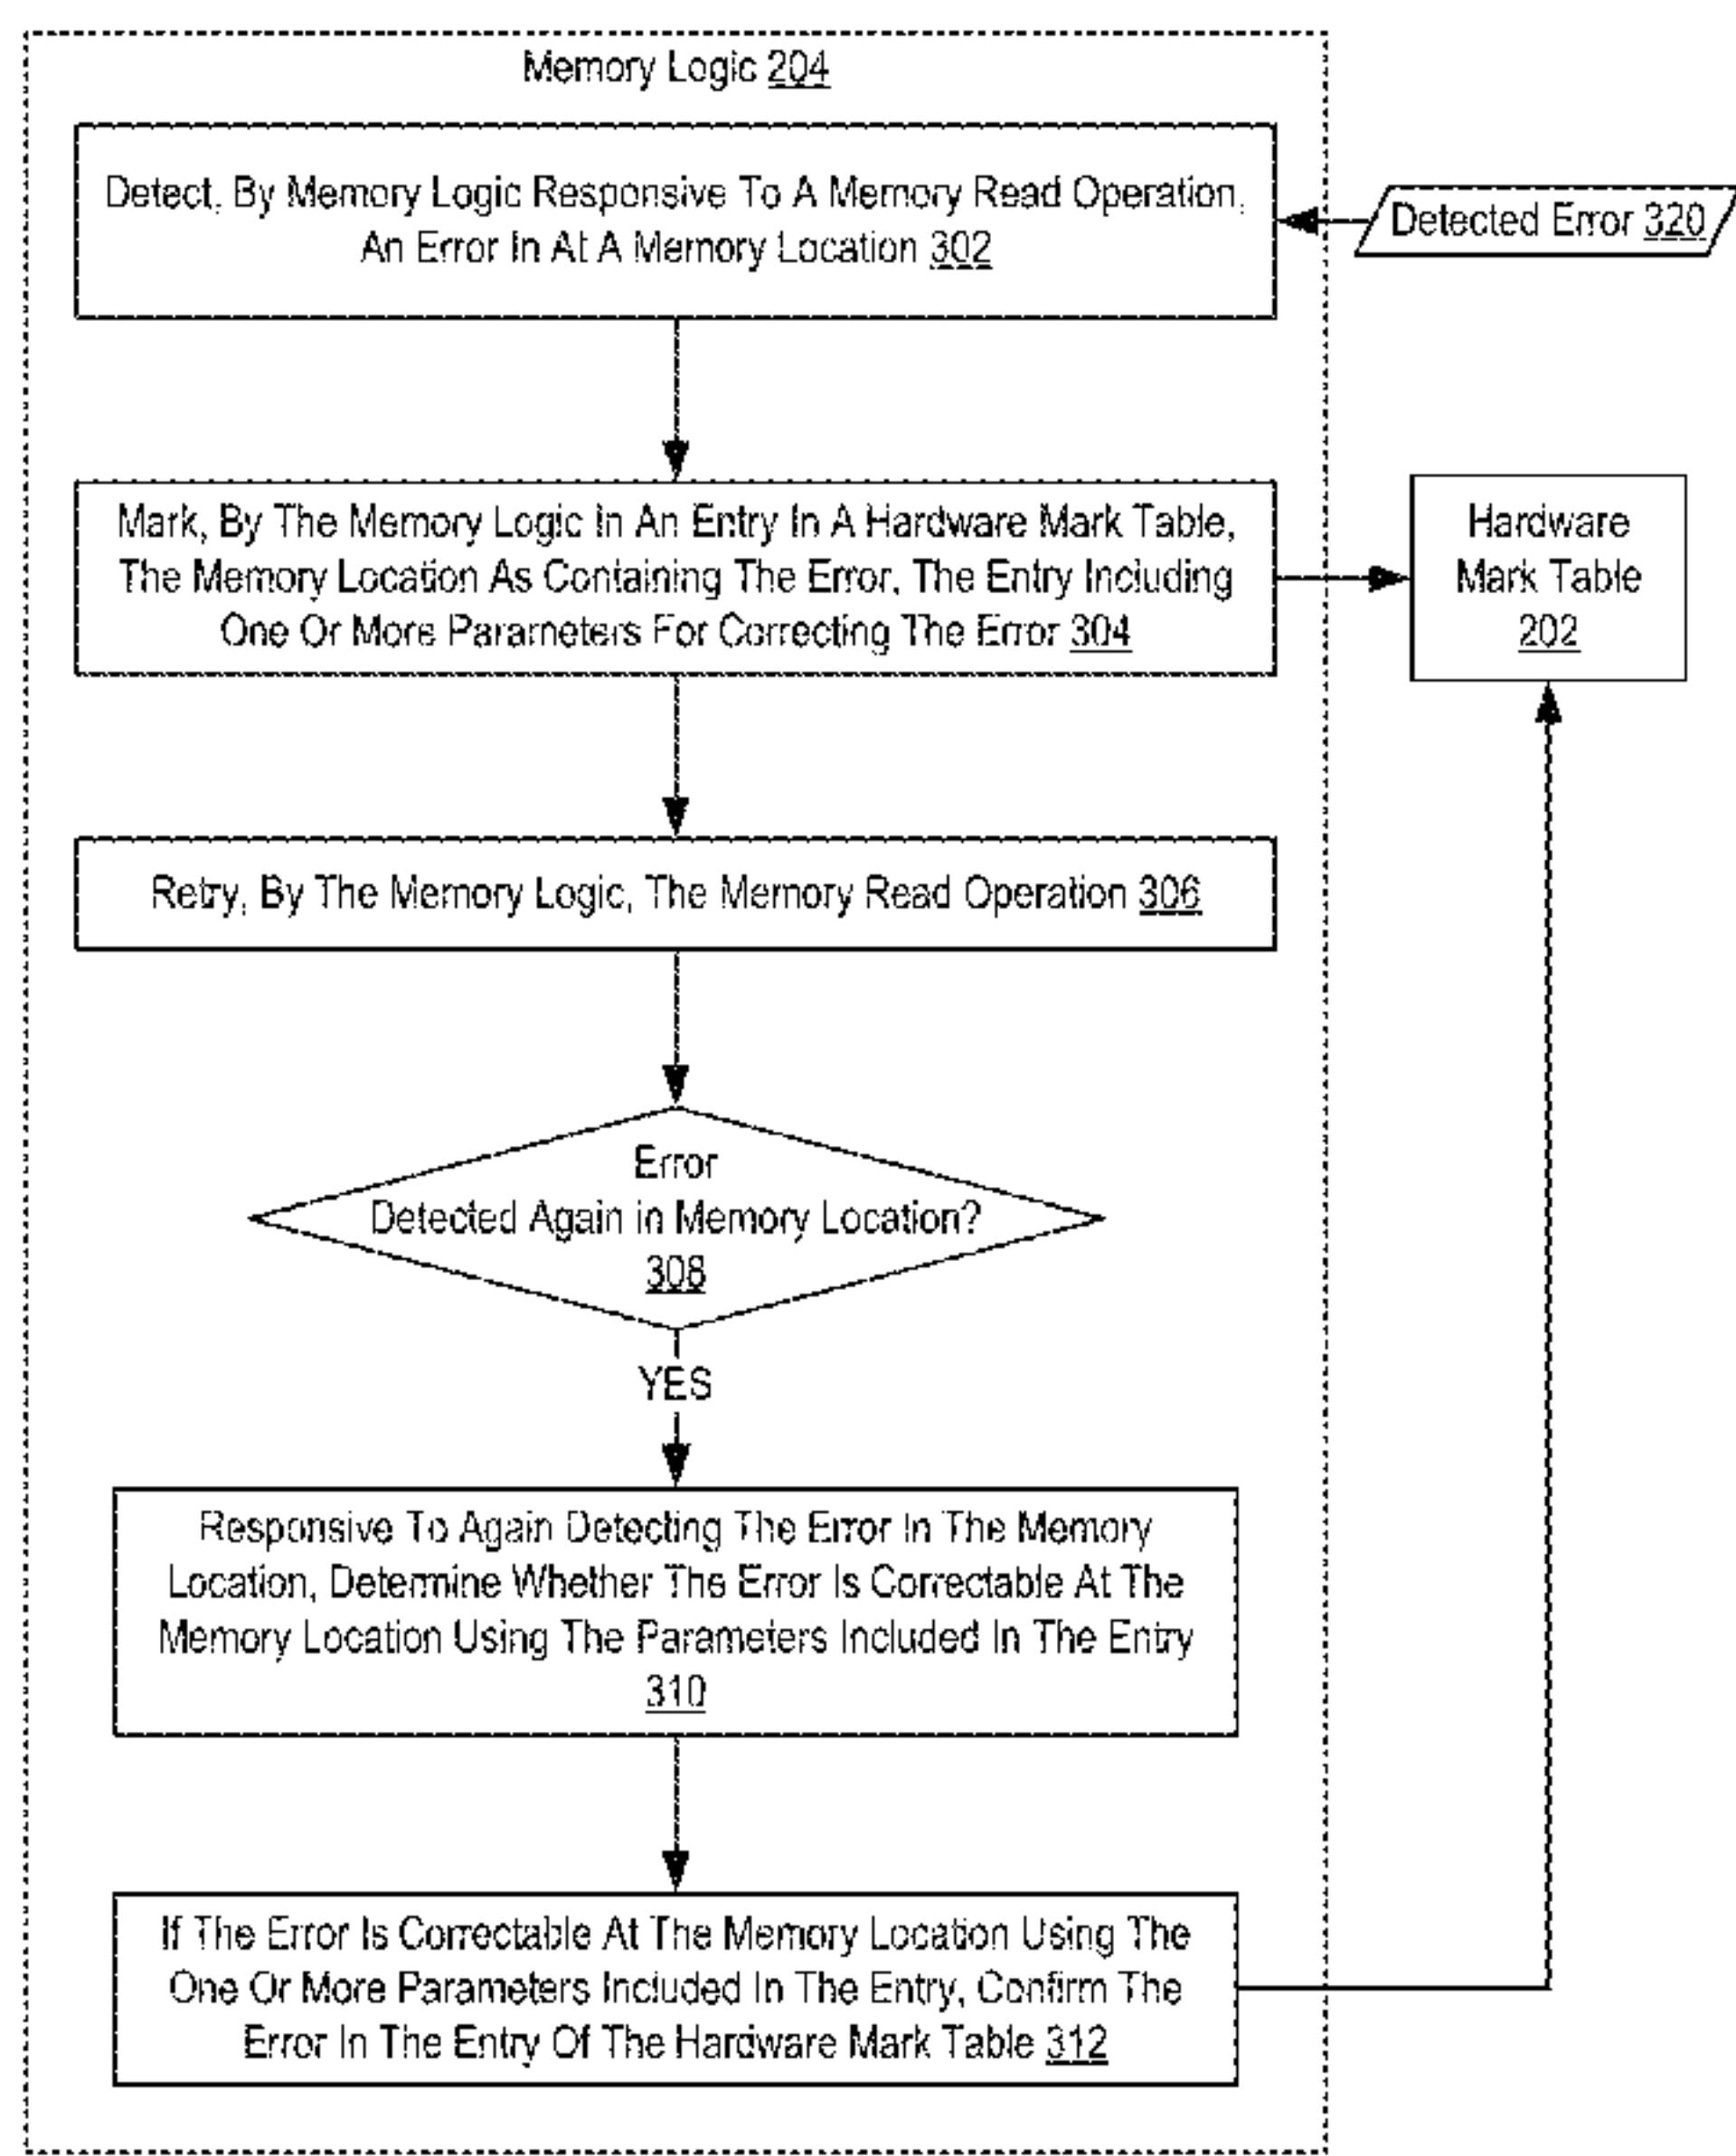 Memory Logic 204
Detect, By Memory Logic Responsive To A Memory Read Operation,
An Error In At A Memory Location 302
Detected Error 320
Mark, By The Memory Logic In An Entry In A Hardware Mark Table,
The Memory Location As Containing The Error, The Entry Including
One Or More Parameters For Correcting The Error 304
Hardware
Mark Table
202
Retry, By The Memory Logic, The Memory Read Operation 306
Error
Detected Again in Memory Location?
308
YES
Responsive To Again Detecting The Error In The Memory
Location, Determine Whether The Error Is Correctable At The
Memory Location Using The Parameters Included In The Entry
310
If The Error Is Correctable At The Memory Location Using The
One Or More Parameters Included In The Entry, Confirm The
Error In The Entry Of The Hardware Mark Table 312